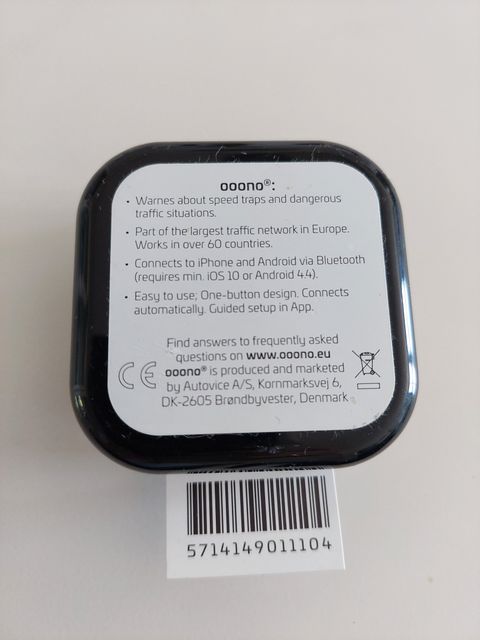 ooono®:
• Warnes about speed traps and dangerous
traffic situations.
• Part of the largest traffic network in Europe.
Works in over 60 countries.
• Connects to iPhone and Android via Bluetooth
(requires min. iOS 10 or Android 4.4).
• Easy to use; One-button design. Connects
automatically. Guided setup in App.
Find answers to frequently asked
questions on www.ooono.eu
CE ooono® is produced and marketed
by Autovice A/S, Kornmarksvej 6,
DK-2605 Brøndbyvester, Denmark
5714149011104